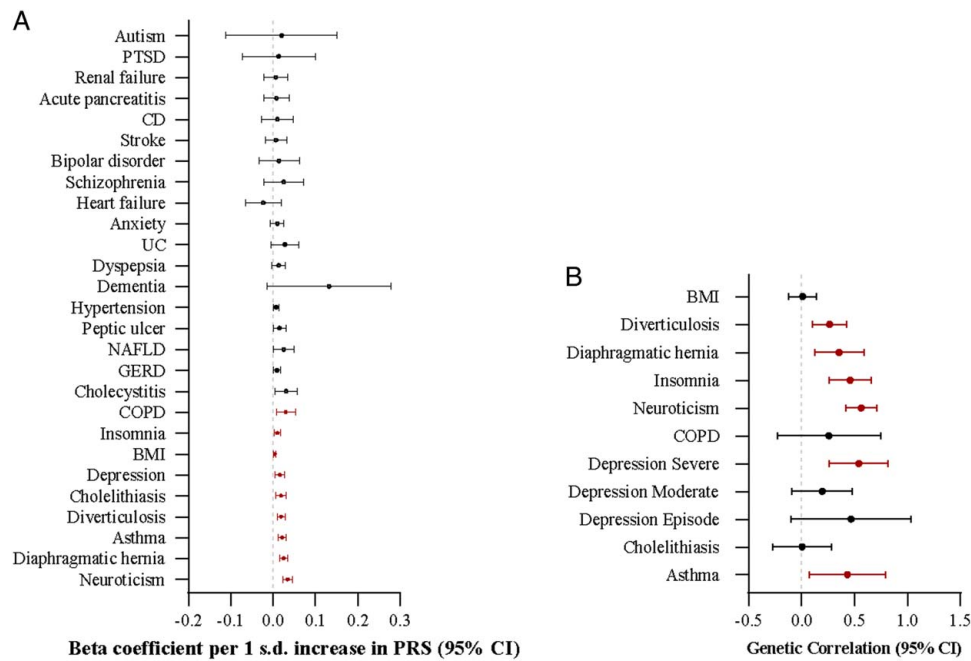 A
Autism
PTSD
Renal failure
Acute pancreatitis
CD
Stroke
Bipolar disorder
Schizophrenia
Heart failure
Anxiety
UC
Dyspepsia
Dementia
Hypertension
Peptic ulcer
NAFLD
GERD
Cholecystitis
COPD
Insomnia
BMI
Depression
Cholelithiasis
Diverticulosis
Asthma
Diaphragmatic hernia
Neuroticism
-0.2 -0.1 0.0 0.1 0.2 0.3
Beta coefficient per 1 s.d. increase in PRS (95% CI)
B
BMI
Diverticulosis
Diaphragmatic hernia
Insomnia
Neuroticism
COPD
Depression Severe
Depression Moderate
Depression Episode
Cholelithiasis
Asthma
-0.5 0.0 0.5 1.0 1.5
Genetic Correlation (95% CI)